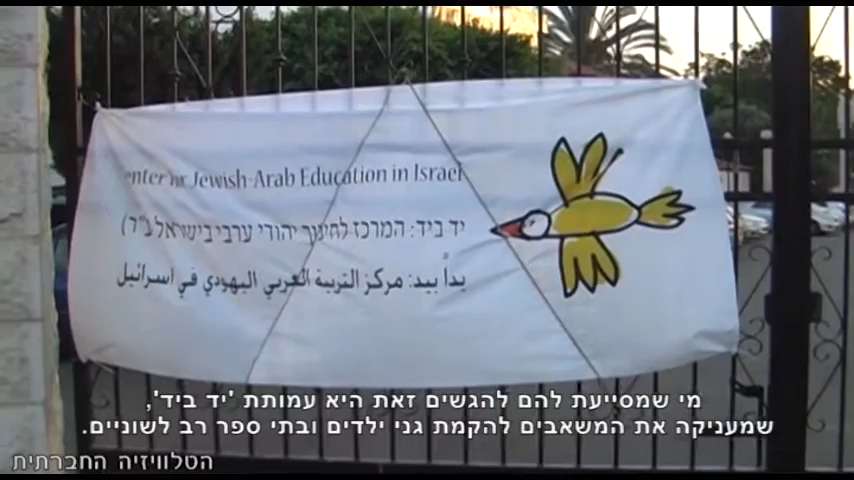 enter for Jewish-Arab Education in Israel
יד ביד: המרכז לחינוך יהודי ערבי בישראל (ע"ר)
يداً بيد: مركز التربية العربي اليهودي في اسرائيل
מי שמסייעת להם להגשים זאת היא עמותת 'יד ביד',
שמעניקה את המשאבים להקמת גני ילדים ובתי ספר רב לשוניים.
הטלוויזיה החברתית